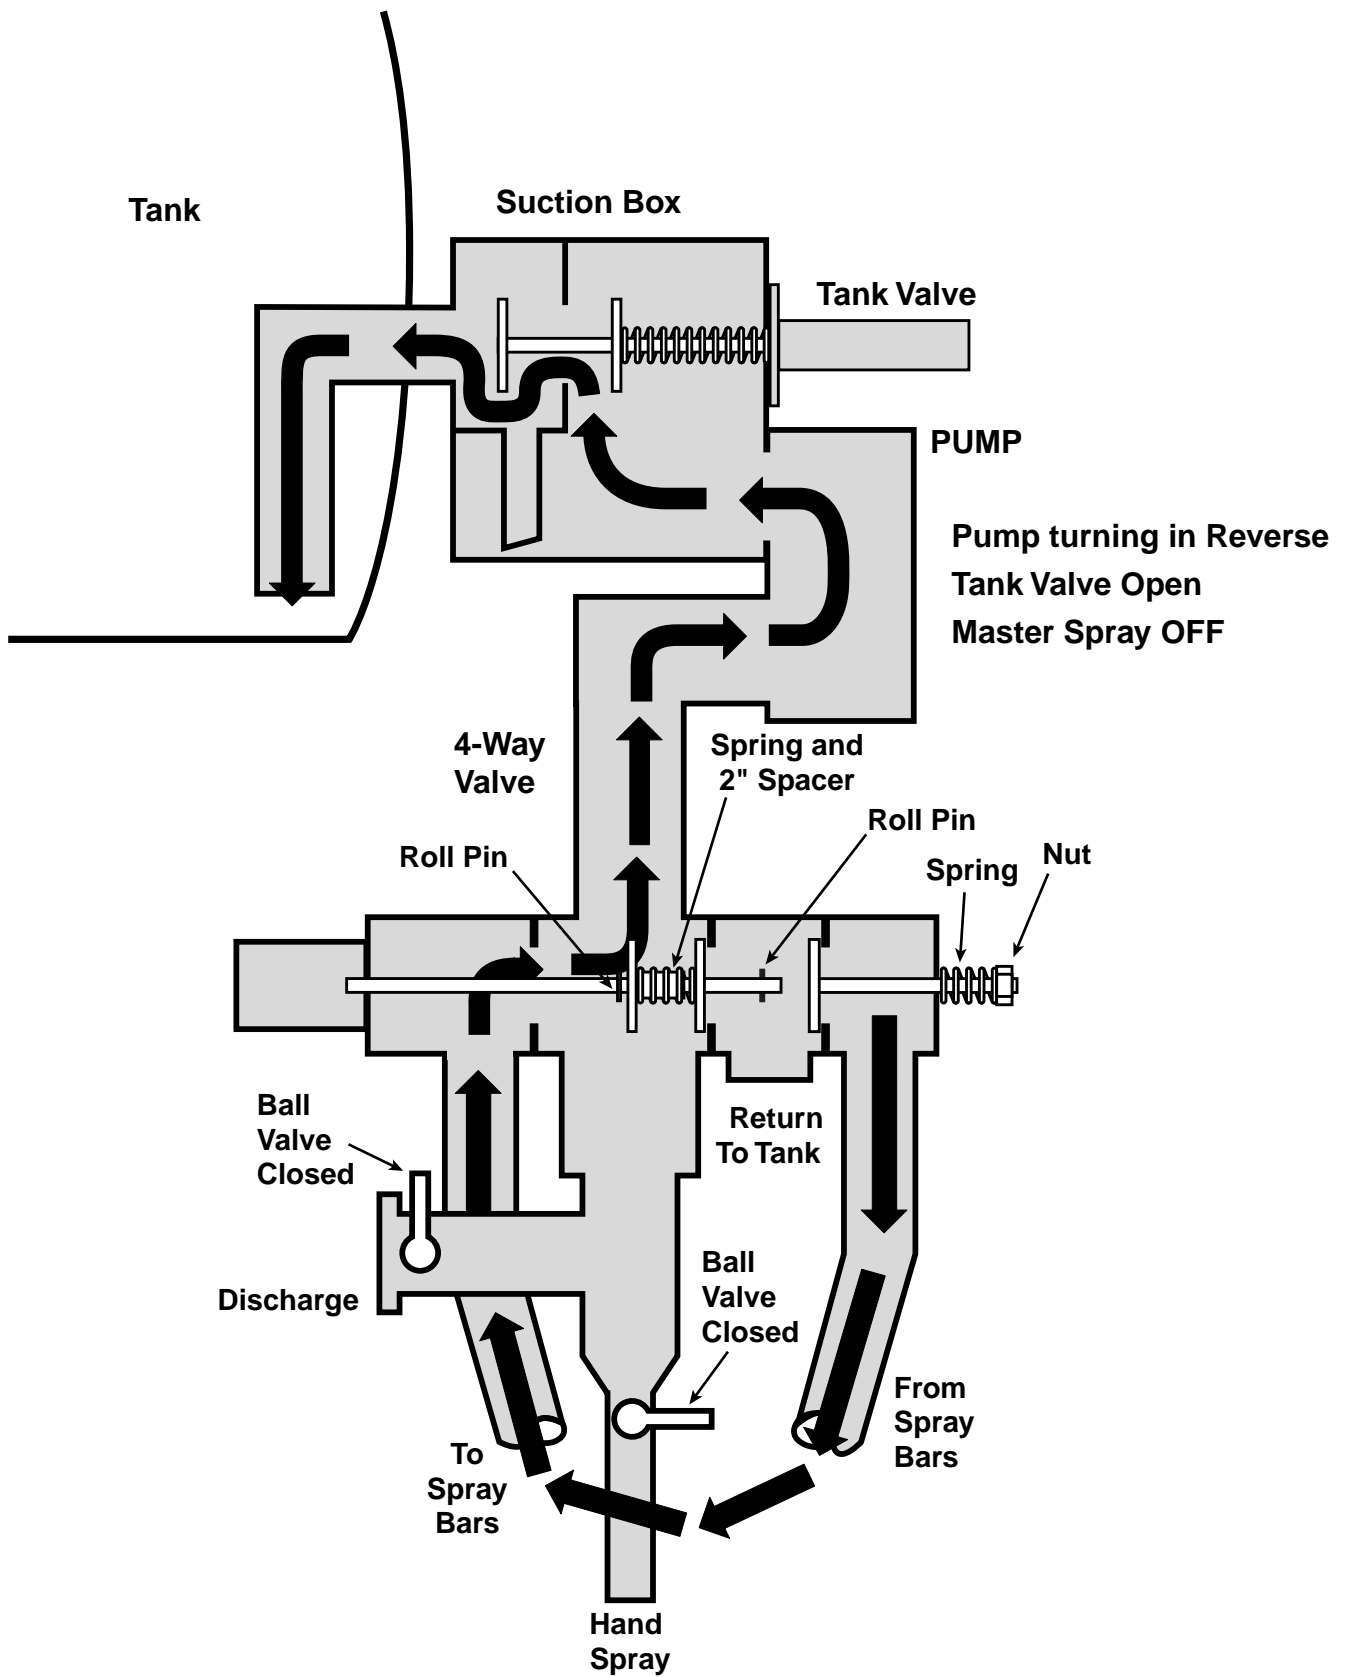 Tank
Suction Box
Tank Valve
PUMP
Pump turning in Reverse
Tank Valve Open
Master Spray OFF
4-Way
Valve
Spring and
2" Spacer
Roll Pin
Roll Pin
Spring
Nut
Ball
Valve
Closed
Return
To Tank
Discharge
Ball
Valve
Closed
From
Spray
Bars
To
Spray
Bars
Hand
Spray